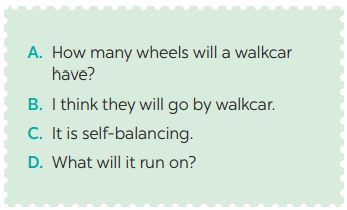 A. How many wheels will a walkcar
have?
B. I think they will go by walkcar.
C. It is self-balancing.
D. What will it run on?